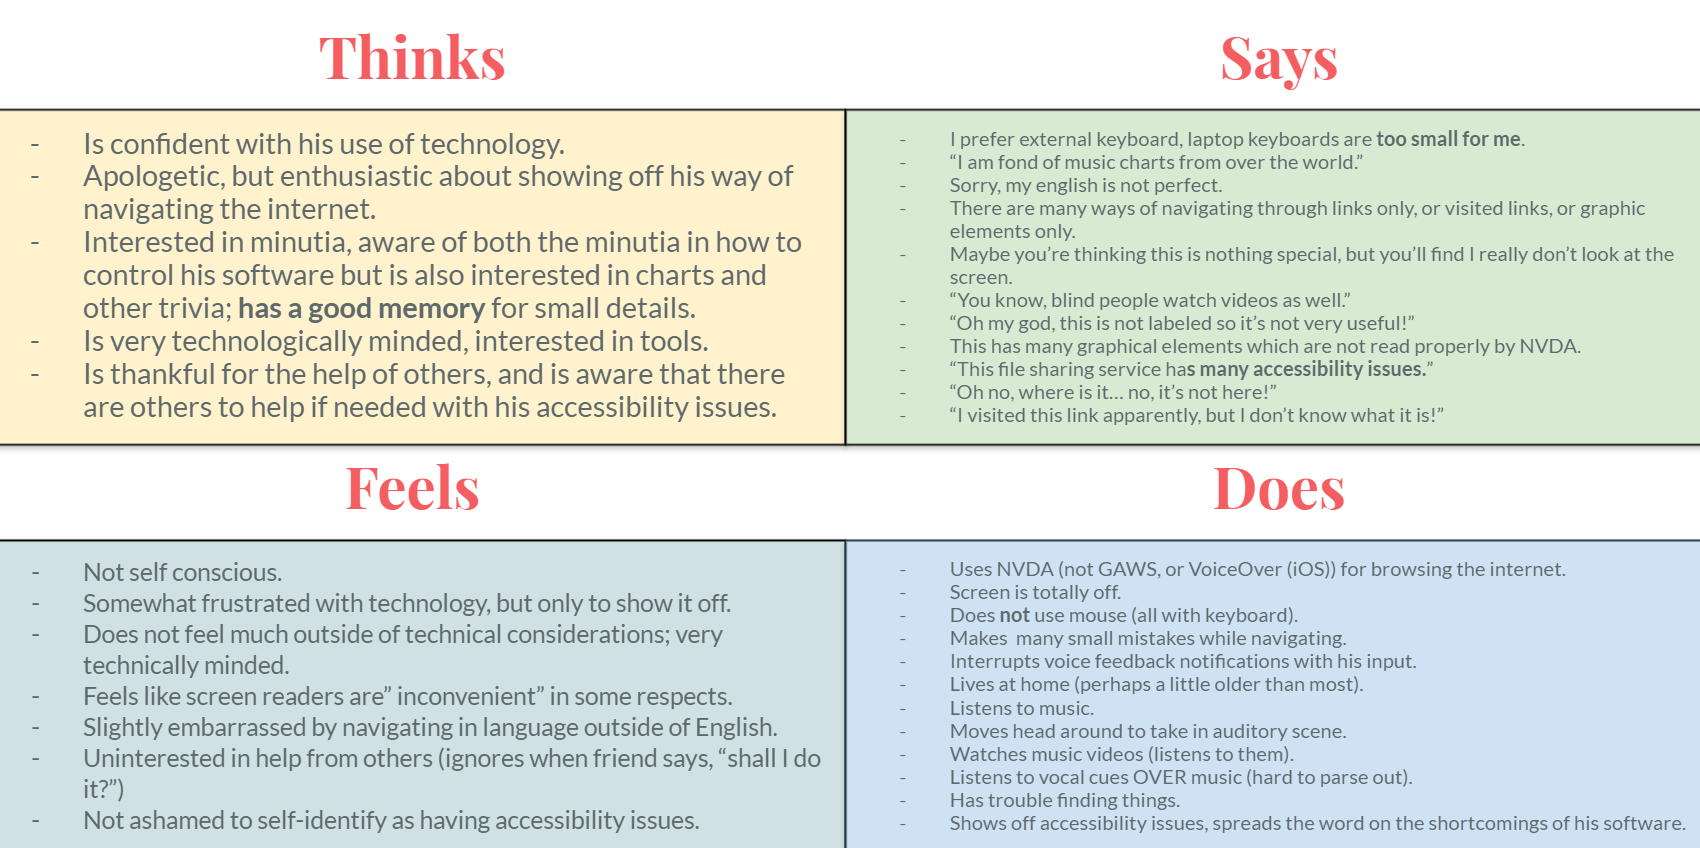 Thinks
- Is confident with his use of technology.
- Apologetic, but enthusiastic about showing off his way of
navigating the internet.
- Interested in minutia, aware of both the minutia in how to
control his software but is also interested in charts and
other trivia; has a good memory for small details.
- Is very technologically minded, interested in tools.
- Is thankful for the help of others, and is aware that there
are others to help if needed with his accessibility issues.
Says
- I prefer external keyboard, laptop keyboards are too small for me.
- “I am fond of music charts from over the world.”
- Sorry, my english is not perfect.
- There are many ways of navigating through links only, or visited links, or graphic
elements only.
- Maybe you’re thinking this is nothing special, but you’ll find I really don’t look at the
screen.
- “You know, blind people watch videos as well.”
- “Oh my god, this is not labeled so it’s not very useful!”
- This has many graphical elements which are not read properly by NVDA.
- “This file sharing service has many accessibility issues.”
- “Oh no, where is it... no, it’s not here!”
- “I visited this link apparently, but I don’t know what it is!”
Feels
- Not self conscious.
- Somewhat frustrated with technology, but only to show it off.
- Does not feel much outside of technical considerations; very
technically minded.
- Feels like screen readers are” inconvenient” in some respects.
- Slightly embarrassed by navigating in language outside of English.
- Uninterested in help from others (ignores when friend says, “shall I do
it?”)
- Not ashamed to self-identify as having accessibility issues.
Does
- Uses NVDA (not GAWS, or VoiceOver (iOS)) for browsing the internet.
- Screen is totally off.
- Does not use mouse (all with keyboard).
- Makes  many small mistakes while navigating.
- Interrupts voice feedback notifications with his input.
- Lives at home (perhaps a little older than most).
- Listens to music.
- Moves head around to take in auditory scene.
- Watches music videos (listens to them).
- Listens to vocal cues OVER music (hard to parse out).
- Has trouble finding things.
- Shows off accessibility issues, spreads the word on the shortcomings of his software.